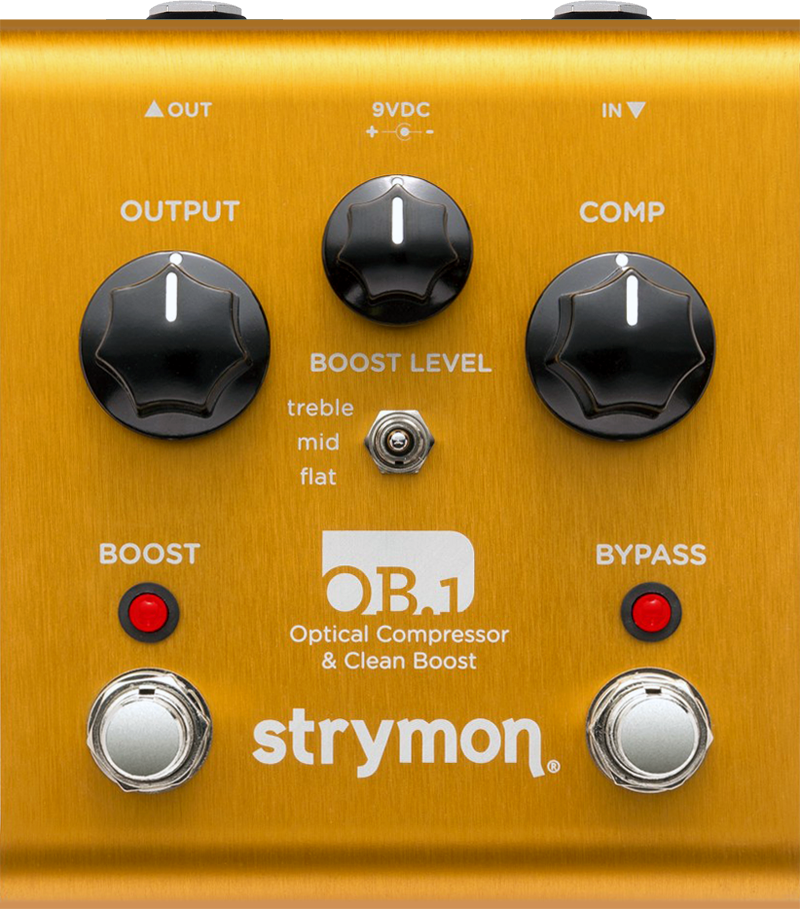 OUT
9VDC
IN
+ -
OUTPUT
COMP
BOOST LEVEL
treble
mid
flat
BOOST
BYPASS
OB.1
Optical Compressor
& Clean Boost
strymon®